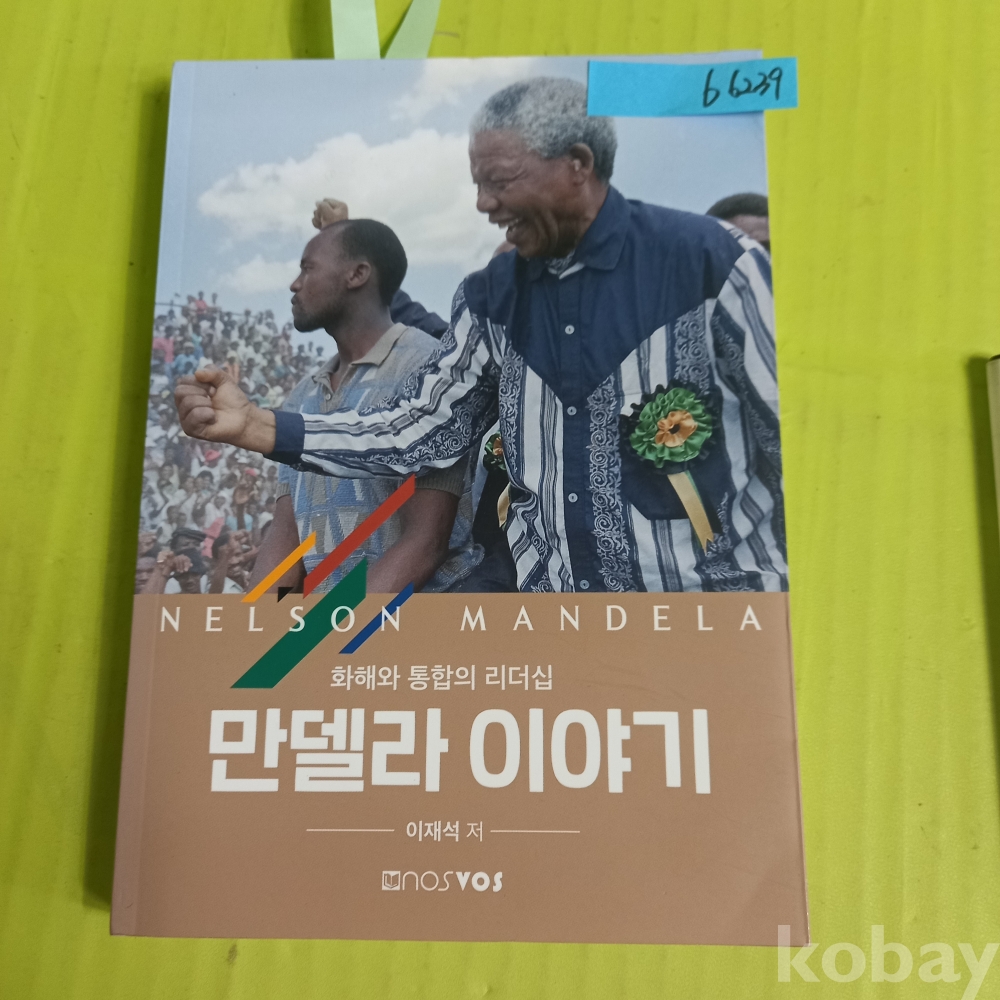 66239
NELSON MANDELA
화해와 통합의 리더십
만델라 이야기
이재석 저
nosvos
kobay